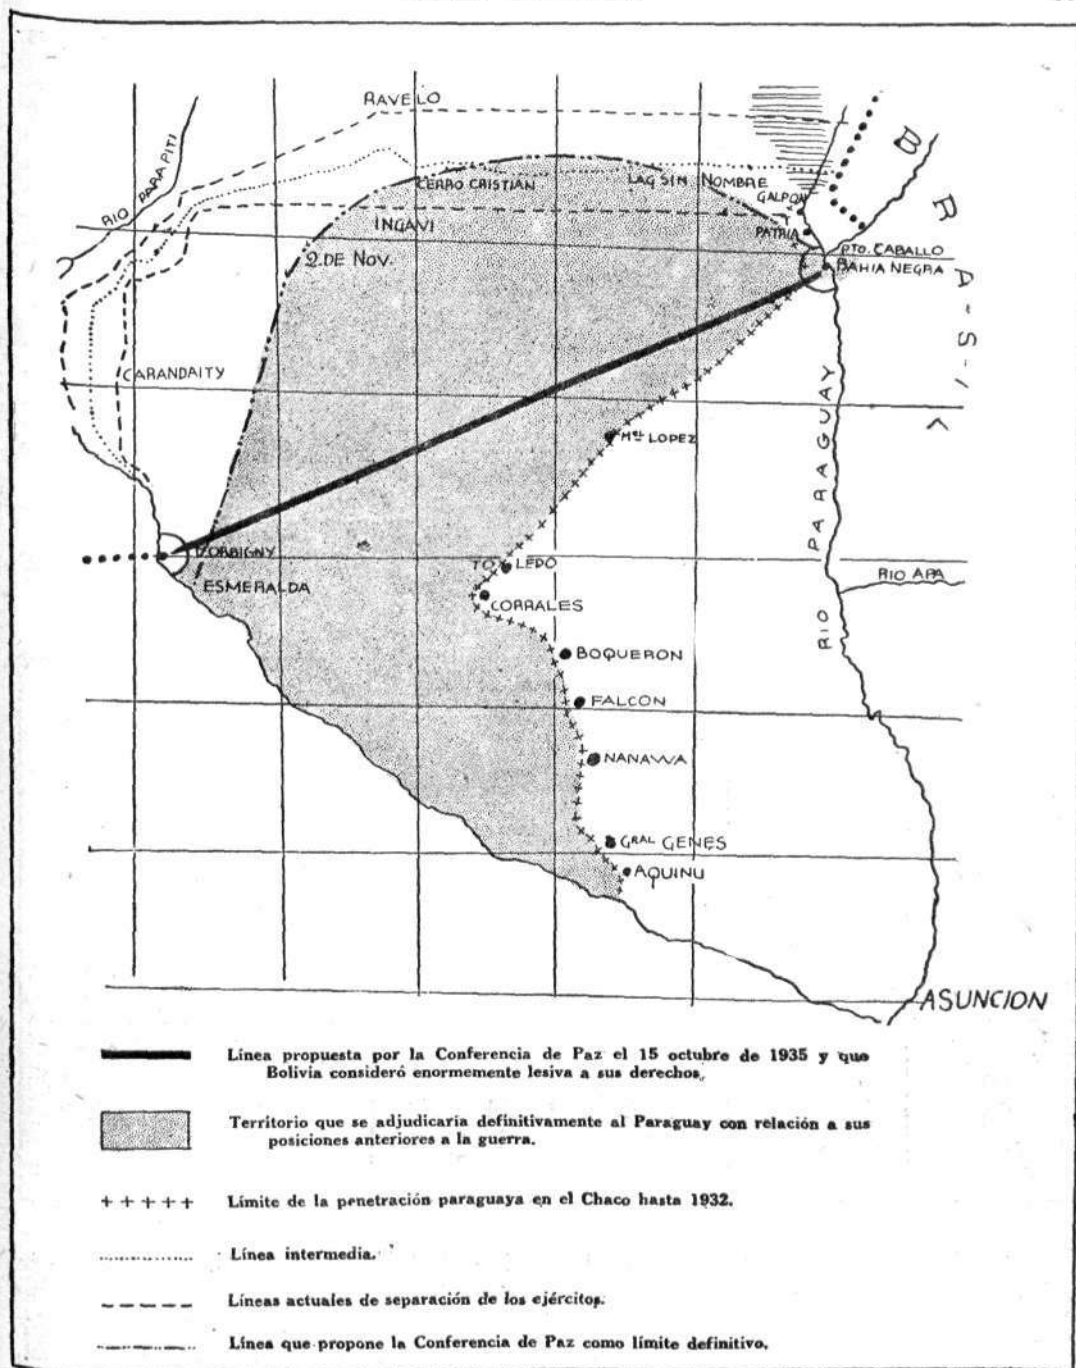 RAVELO
RIO PARAPITI
B
R
A-S-I
L
CERRO CRISTIAN
LAG SIN NOMBRE
GALPON
INGAVI
PATRIA
2.DE NOV.
PTO. CABALLO
BAHIA NEGRA
CARANDAITY
RIO PARAGUAY
Mal LOPEZ
D'ORBIGNY
TO LEDO
ESMERALDA
RIO APA
CORRALES
BOQUERON
FALCON
NANAWA
GRAL GENES
AQUINU
ASUNCION
Línea propuesta por la Conferencia de Paz el 15 octubre de 1935 y que
Bolivia consideró enormemente lesiva a sus derechos.
Territorio que se adjudicaría definitivamente al Paraguay con relación a sus
posiciones anteriores a la guerra.
Límite de la penetración paraguaya en el Chaco hasta 1932.
Línea intermedia.
Líneas actuales de separación de los ejércitos.
Línea que propone la Conferencia de Paz como límite definitivo.